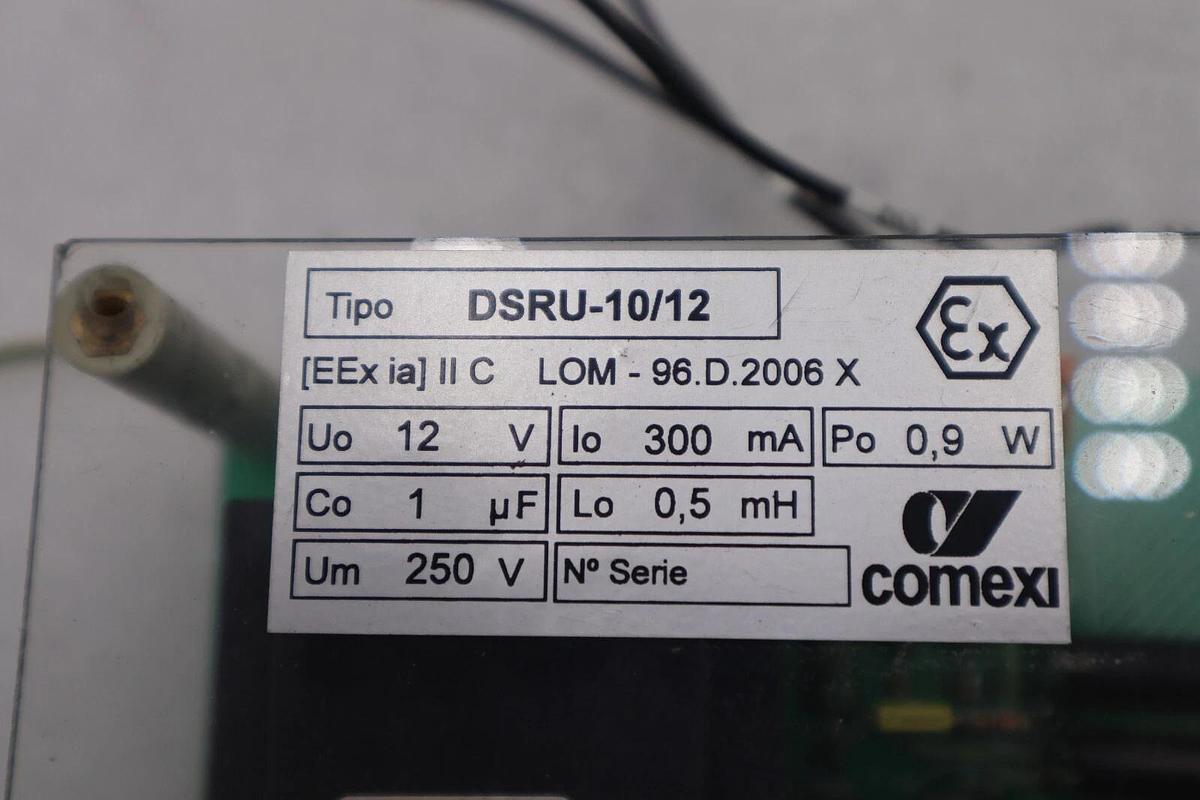 Tipo DSRU-10/12
Ex
[EEx ia] II C LOM - 96.D.2006 X
Uo 12 V Io 300 mA Po 0,9 W
Co 1 µF Lo 0,5 mH
Um 250 V Nº Serie
comexi